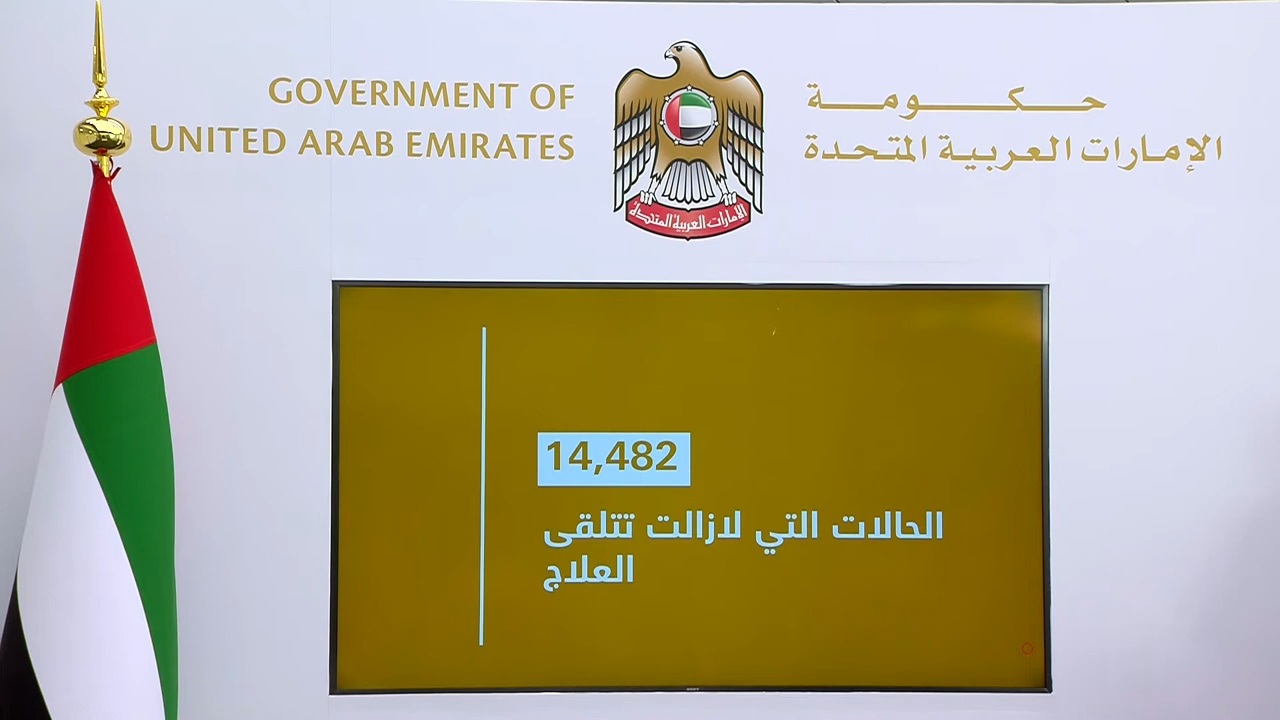 GOVERNMENT OF
UNITED ARAB EMIRATES
حكومة
الإمارات العربية المتحدة
الإمارات العربية المتحدة
14,482
الحالات التي لازالت تتلقى
العلاج